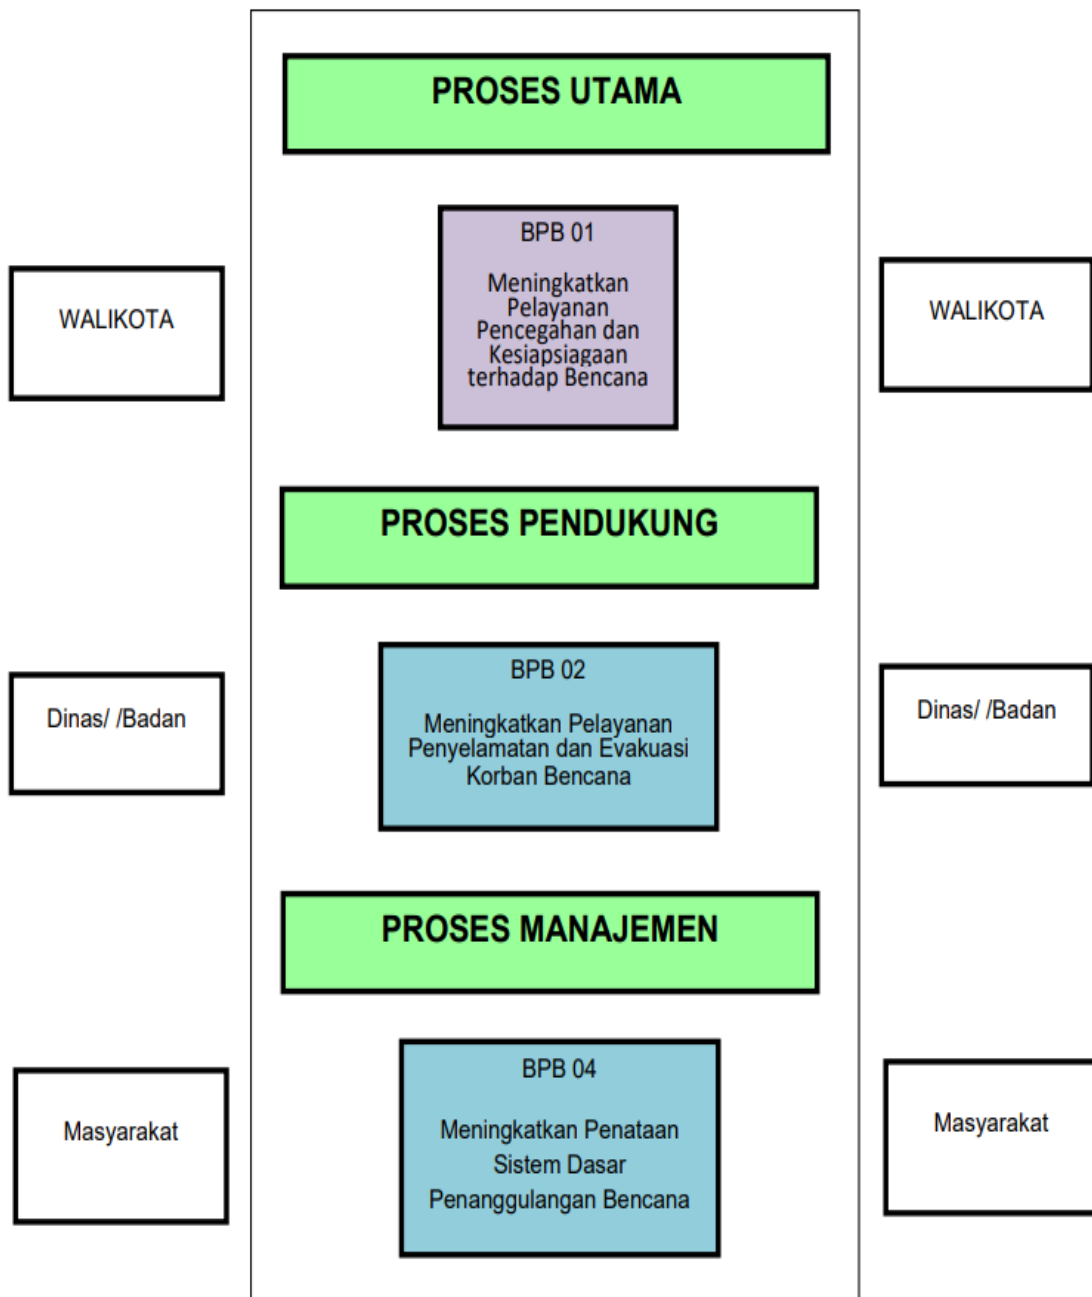 PROSES UTAMA
BPB 01
Meningkatkan
Pelayanan
Pencegahan dan
Kesiapsiagaan
terhadap Bencana
WALIKOTA
WALIKOTA
PROSES PENDUKUNG
BPB 02
Meningkatkan Pelayanan
Penyelamatan dan Evakuasi
Korban Bencana
Dinas/ /Badan
Dinas/ /Badan
PROSES MANAJEMEN
BPB 04
Meningkatkan Penataan
Sistem Dasar
Penanggulangan Bencana
Masyarakat
Masyarakat